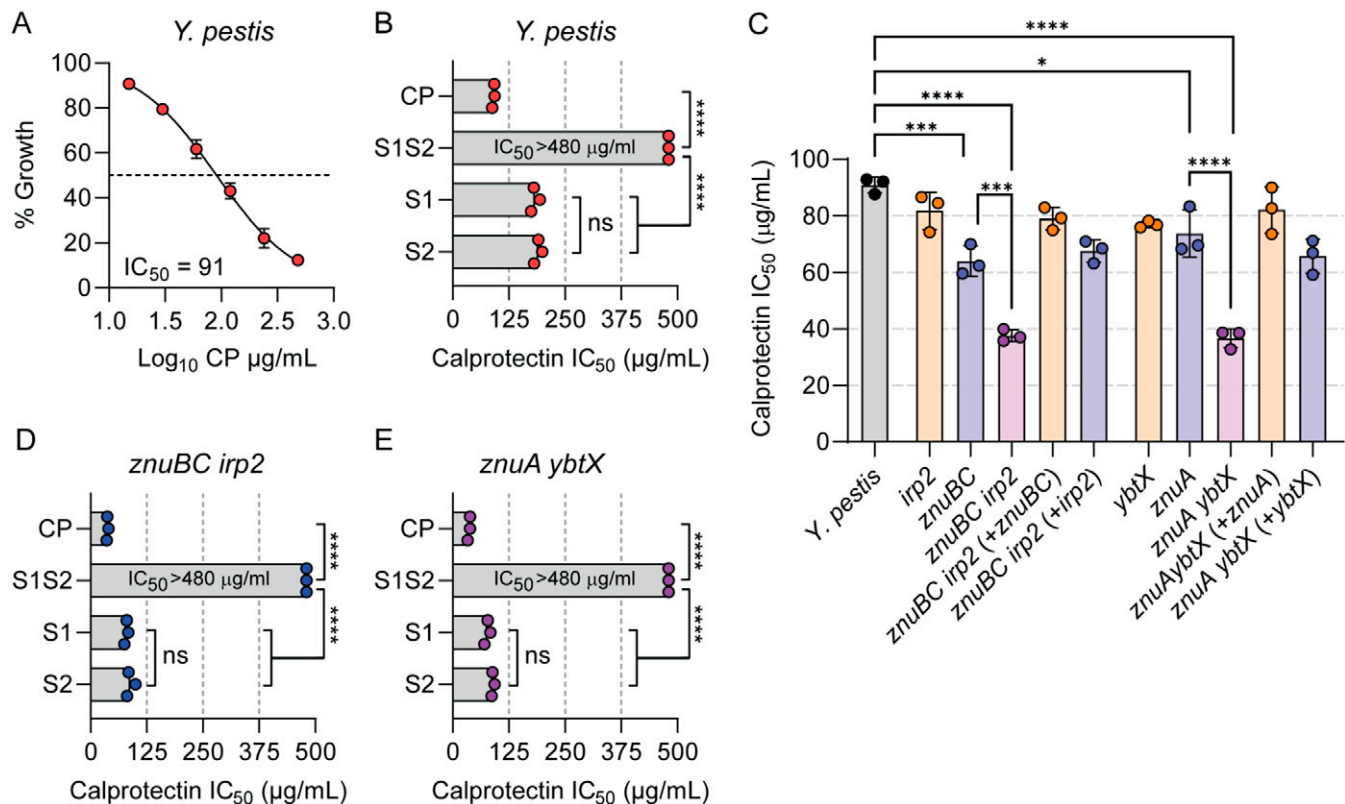 A
Y. pestis
% Growth
100
80
60
40
20
0
IC50 = 91
1.0 1.5 2.0 2.5 3.0
Log10 CP µg/mL
B
Y. pestis
CP
S1S2
S1
S2
IC50>480 µg/ml
ns
****
****
0 125 250 375 500
Calprotectin IC50 (µg/mL)
C
****
*
****
***
***
****
Calprotectin IC50 (µg/mL)
100
80
60
40
20
0
Y. pestis
irp2
znuBC
znuBC irp2
znuBC irp2 (+znuBC)
znuBC irp2 (+irp2)
ybtX
znuA
znuA ybtX
znuAybtX (+znuA)
znuA ybtX (+ybtX)
D
znuBC irp2
CP
S1S2
S1
S2
IC50>480 µg/ml
ns
****
****
0 125 250 375 500
Calprotectin IC50 (µg/mL)
E
znuA ybtX
CP
S1S2
S1
S2
IC50>480 µg/ml
ns
****
****
0 125 250 375 500
Calprotectin IC50 (µg/mL)